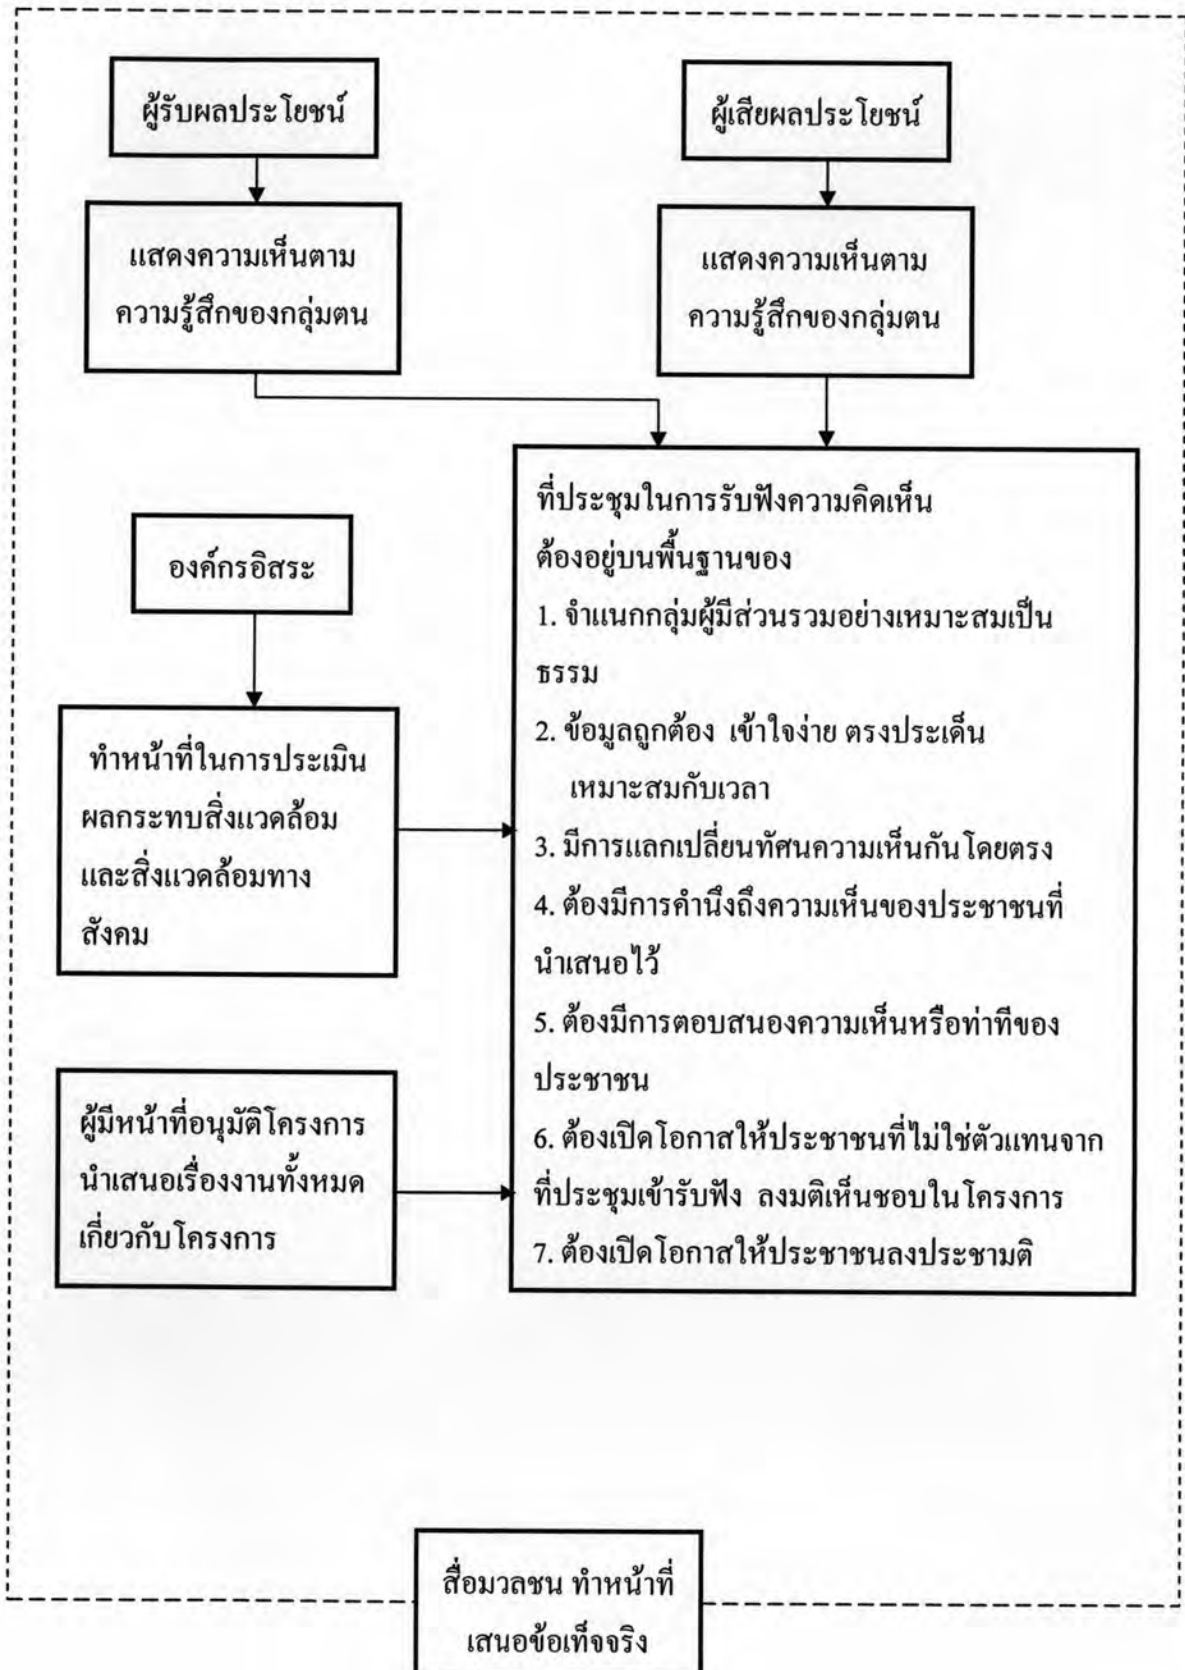 ผู้รับผลประโยชน์
ผู้เสียผลประโยชน์
แสดงความเห็นตาม
ความรู้สึกของกลุ่มตน
แสดงความเห็นตาม
ความรู้สึกของกลุ่มตน
องค์กรอิสระ
ทำหน้าที่ในการประเมิน
ผลกระทบสิ่งแวดล้อม
และสิ่งแวดล้อมทาง
สังคม
ผู้มีหน้าที่อนุมัติโครงการ
นำเสนอเรื่องงานทั้งหมด
เกี่ยวกับโครงการ
ที่ประชุมในการรับฟังความคิดเห็น
ต้องอยู่บนพื้นฐานของ
1. จำแนกกลุ่มผู้มีส่วนรวมอย่างเหมาะสมเป็น
ธรรม
2. ข้อมูลถูกต้อง เข้าใจง่าย ตรงประเด็น
เหมาะสมกับเวลา
3. มีการแลกเปลี่ยนทัศนความเห็นกันโดยตรง
4. ต้องมีการคำนึงถึงความเห็นของประชาชนที่
นำเสนอไว้
5. ต้องมีการตอบสนองความเห็นหรือท่าทีของ
ประชาชน
6. ต้องเปิดโอกาสให้ประชาชนที่ไม่ใช่ตัวแทนจาก
ที่ประชุมเข้ารับฟัง ลงมติเห็นชอบในโครงการ
7. ต้องเปิดโอกาสให้ประชาชนลงประชามติ
สื่อมวลชน ทำหน้าที่
เสนอข้อเท็จจริง